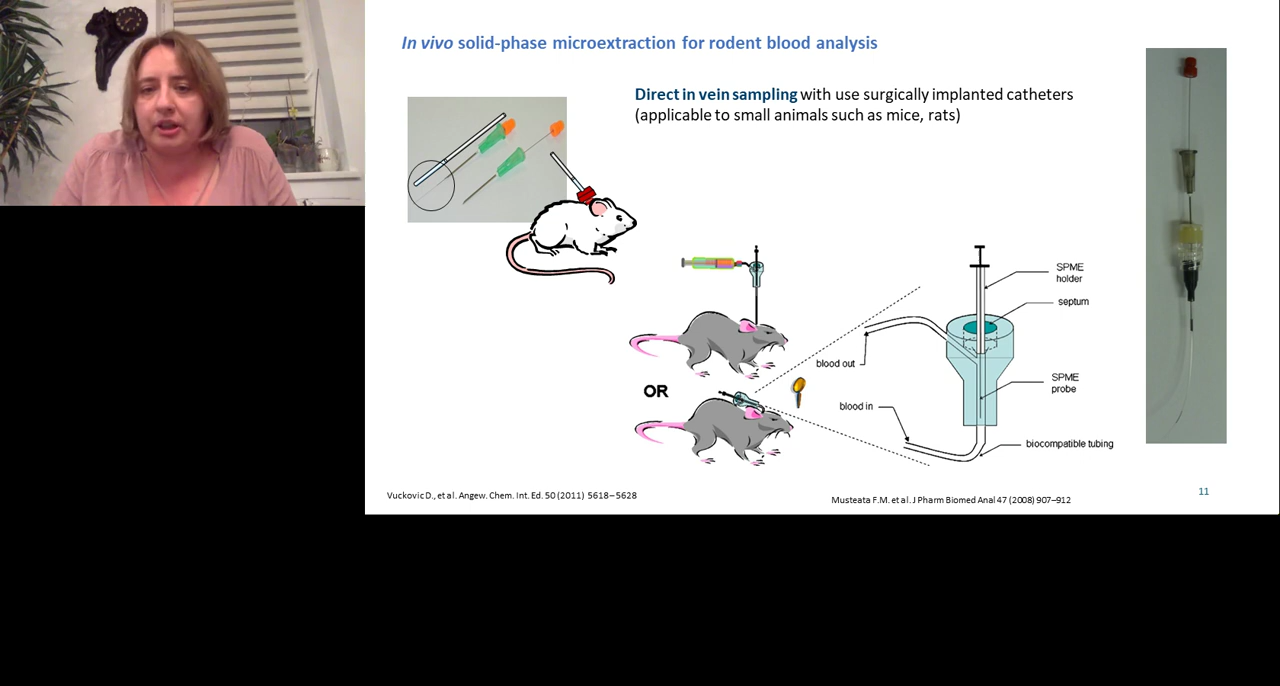 In vivo solid-phase microextraction for rodent blood analysis
Direct in vein sampling with use surgically implanted catheters
(applicable to small animals such as mice, rats)
SPME
holder
septum
blood out
SPME
probe
OR
blood in
biocompatible tubing
Vuckovic D., et al. Angew. Chem. Int. Ed. 50 (2011) 5618–5628
Musteata F.M. et al. J Pharm Biomed Anal 47 (2008) 907–912
11